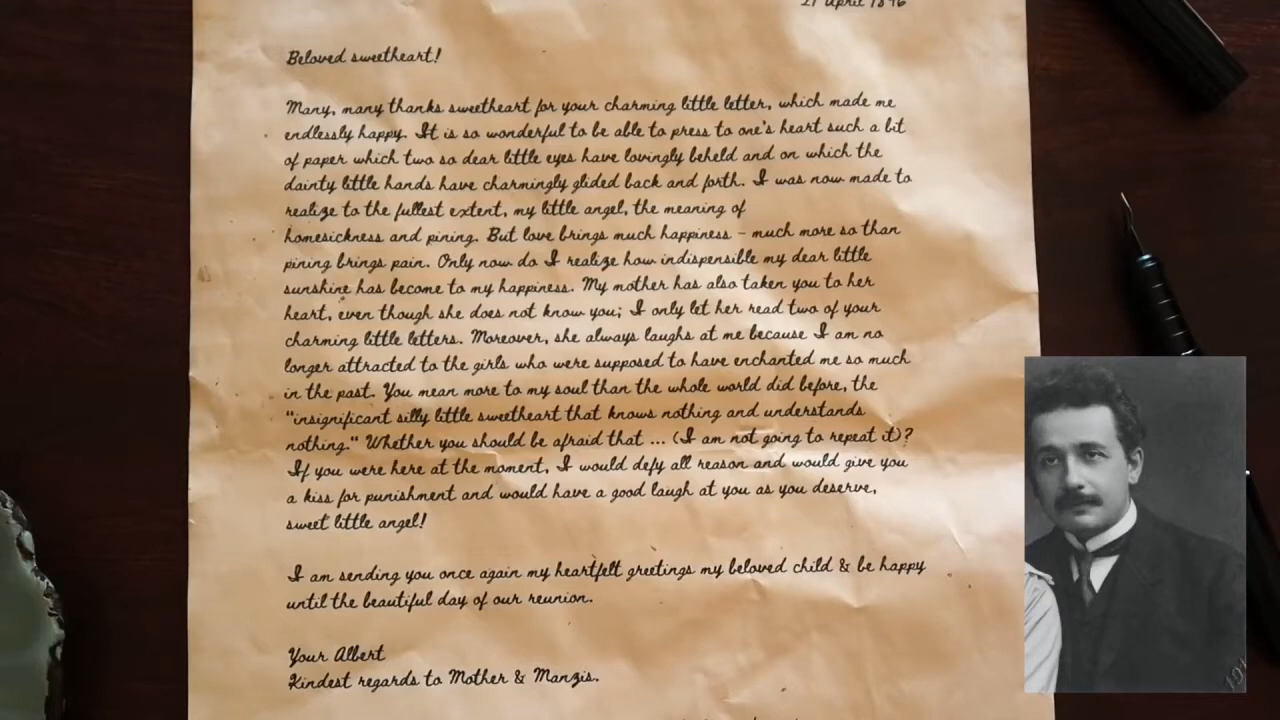 21 April 1896
Beloved sweetheart!
Many, many thanks sweetheart for your charming little letter, which made me
endlessly happy. It is so wonderful to be able to press to one's heart such a bit
of paper which two so dear little eyes have lovingly beheld and on which the
dainty little hands have charmingly glided back and forth. I was now made to
realize to the fullest extent, my little angel, the meaning of
homesickness and pining. But love brings much happiness - much more so than
pining brings pain. Only now do I realize how indispensible my dear little
sunshine has become to my happiness. My mother has also taken you to her
heart, even though she does not know you; I only let her read two of your
charming little letters. Moreover, she always laughs at me because I am no
longer attracted to the girls who were supposed to have enchanted me so much
in the past. You mean more to my soul than the whole world did before, the
"insignificant silly little sweetheart that knows nothing and understands
nothing." Whether you should be afraid that ... (I am not going to repeat it)?
If you were here at the moment, I would defy all reason and would give you
a kiss for punishment and would have a good laugh at you as you deserve,
sweet little angel!
I am sending you once again my heartfelt greetings my beloved child & be happy
until the beautiful day of our reunion.
Your Albert
Kindest regards to Mother & Manzis.